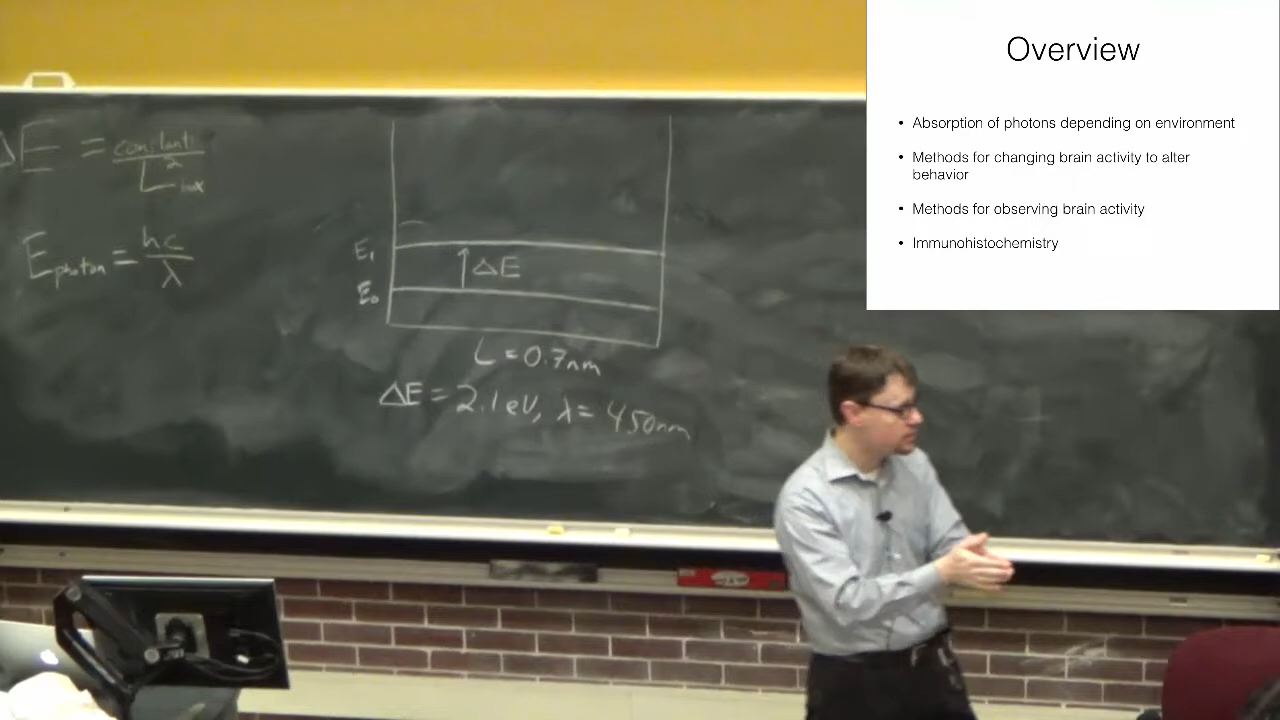 ΔE = constants
L²box
Ephoton = hc
λ
E₁
ΔE
E₀
L = 0.7nm
ΔE = 2.1eV, λ = 450nm
Overview
• Absorption of photons depending on environment
• Methods for changing brain activity to alter
behavior
• Methods for observing brain activity
• Immunohistochemistry